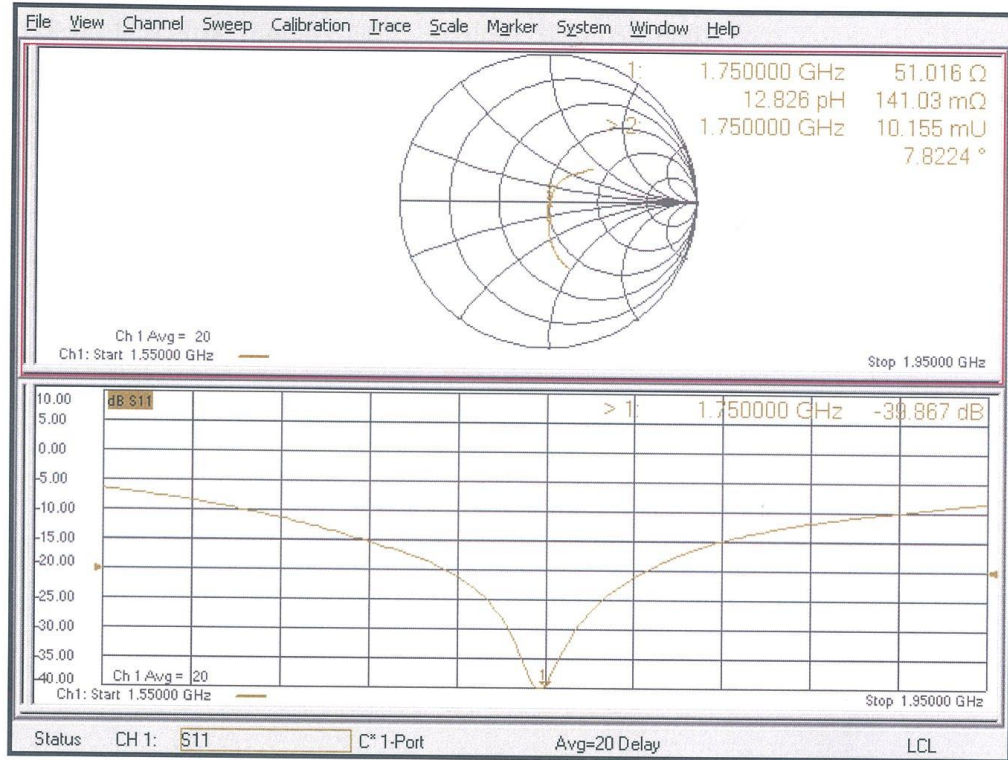 File View Channel Sweep Calibration Trace Scale Marker System Window Help
1: 1.750000 GHz 51.016 Ω
12.826 pH 141.03 mΩ
> 2: 1.750000 GHz 10.155 mU
7.8224 °
Ch 1 Avg = 20
Ch1: Start 1.55000 GHz
Stop 1.95000 GHz
10.00
dB S11
> 1: 1.750000 GHz -39.867 dB
5.00
0.00
-5.00
-10.00
-15.00
-20.00
-25.00
-30.00
-35.00
-40.00
1
Ch 1 Avg = 20
Ch1: Start 1.55000 GHz
Stop 1.95000 GHz
Status CH 1: S11 C* 1-Port Avg=20 Delay LCL